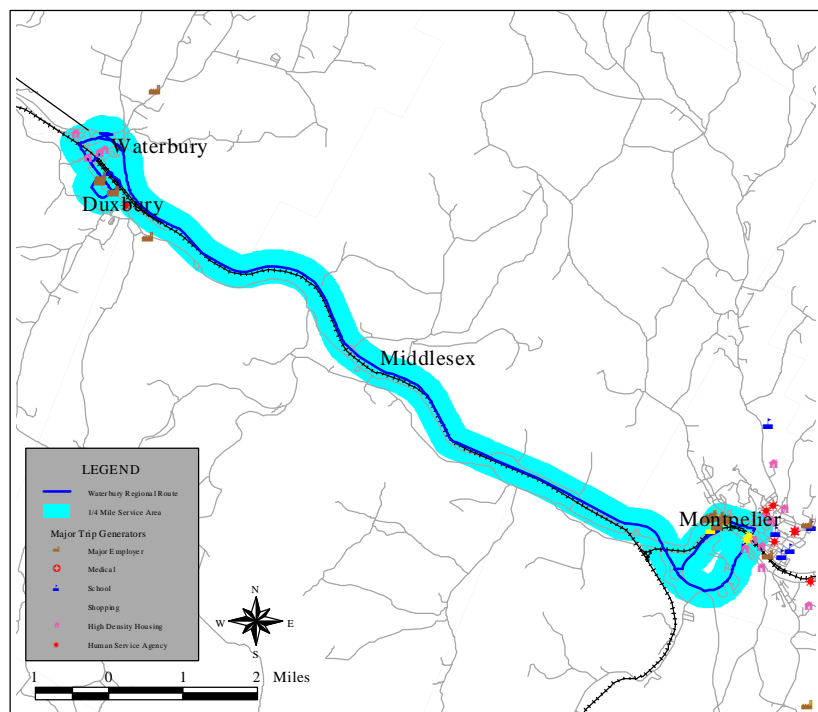 Waterbury
Duxbury
Middlesex
Montpelier
LEGEND
Waterbury Regional Route
1/4 Mile Service Area
Major Trip Generators
Major Employer
Medical
School
Shopping
High Density Housing
Human Service Agency
N
W E
S
1 0 1 2 Miles